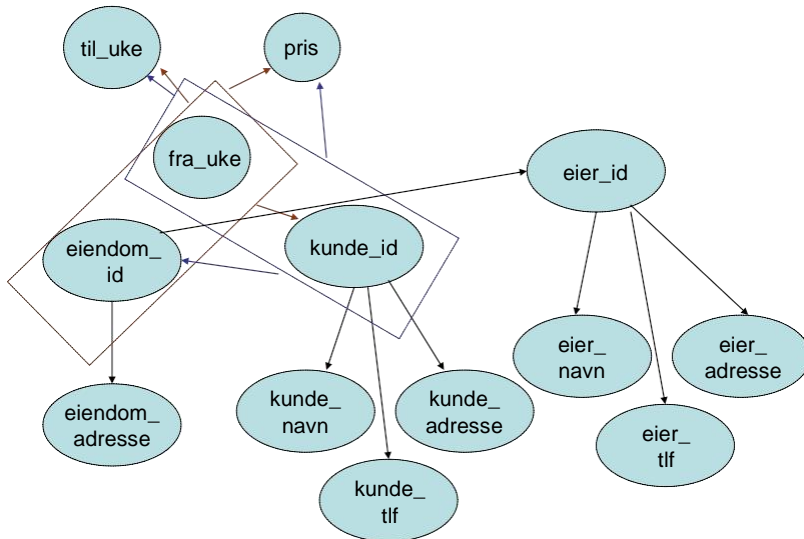 til_uke
pris
fra_uke
eier_id
eiendom_
id
kunde_id
eier_
navn
eier_
adresse
eiendom_
adresse
kunde_
navn
kunde_
adresse
eier_
tlf
kunde_
tlf